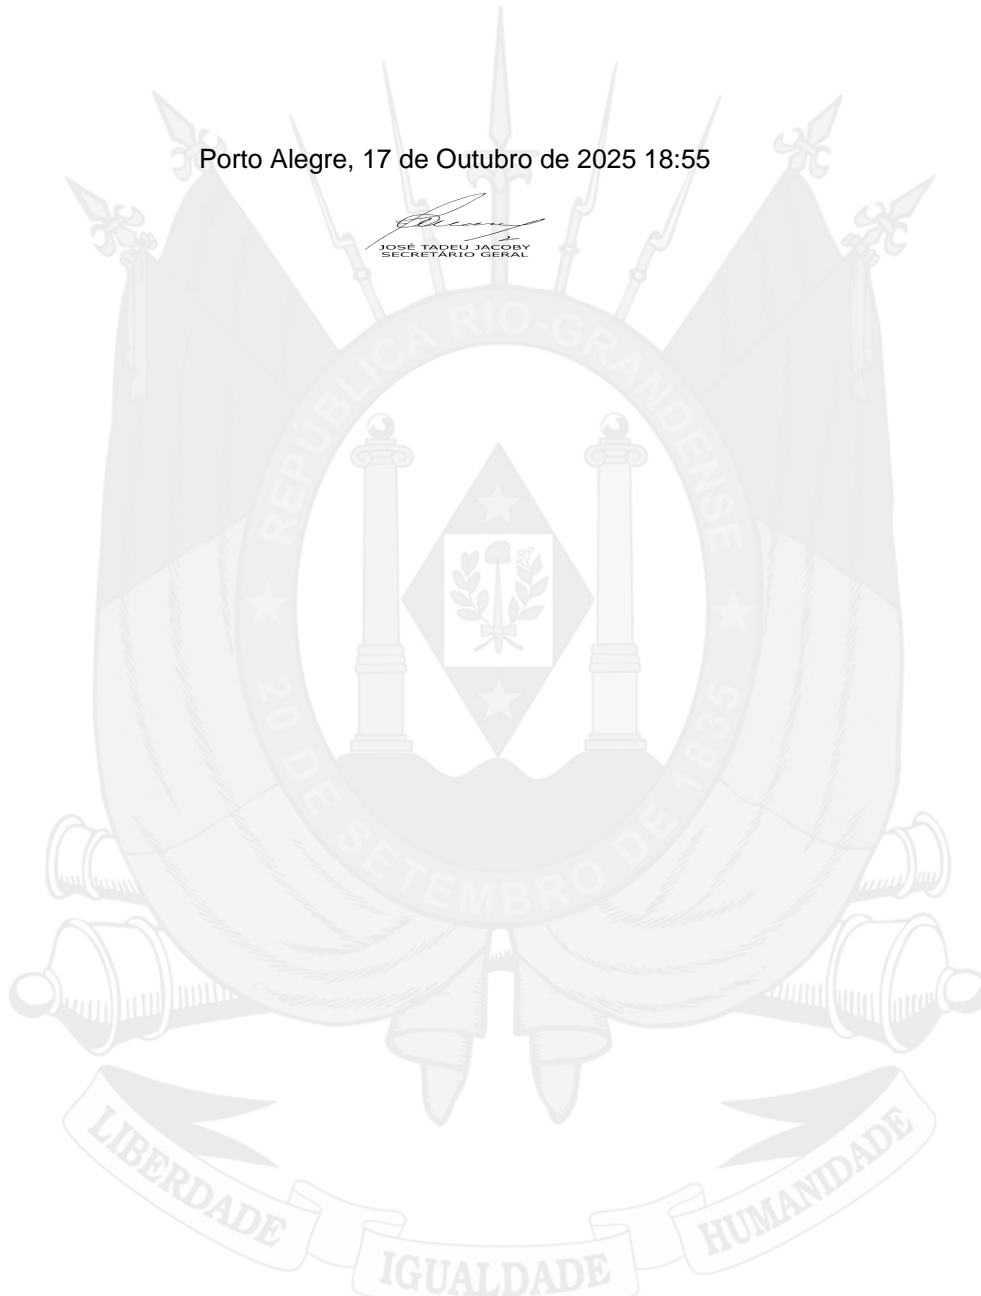 Porto Alegre, 17 de Outubro de 2025 18:55
JOSÉ TADEU JACOBY
SECRETÁRIO GERAL
REPÚBLICA RIO-GRANDENSE
20 DE SETEMBRO DE 1835
LIBERDADE
IGUALDADE
HUMANIDADE